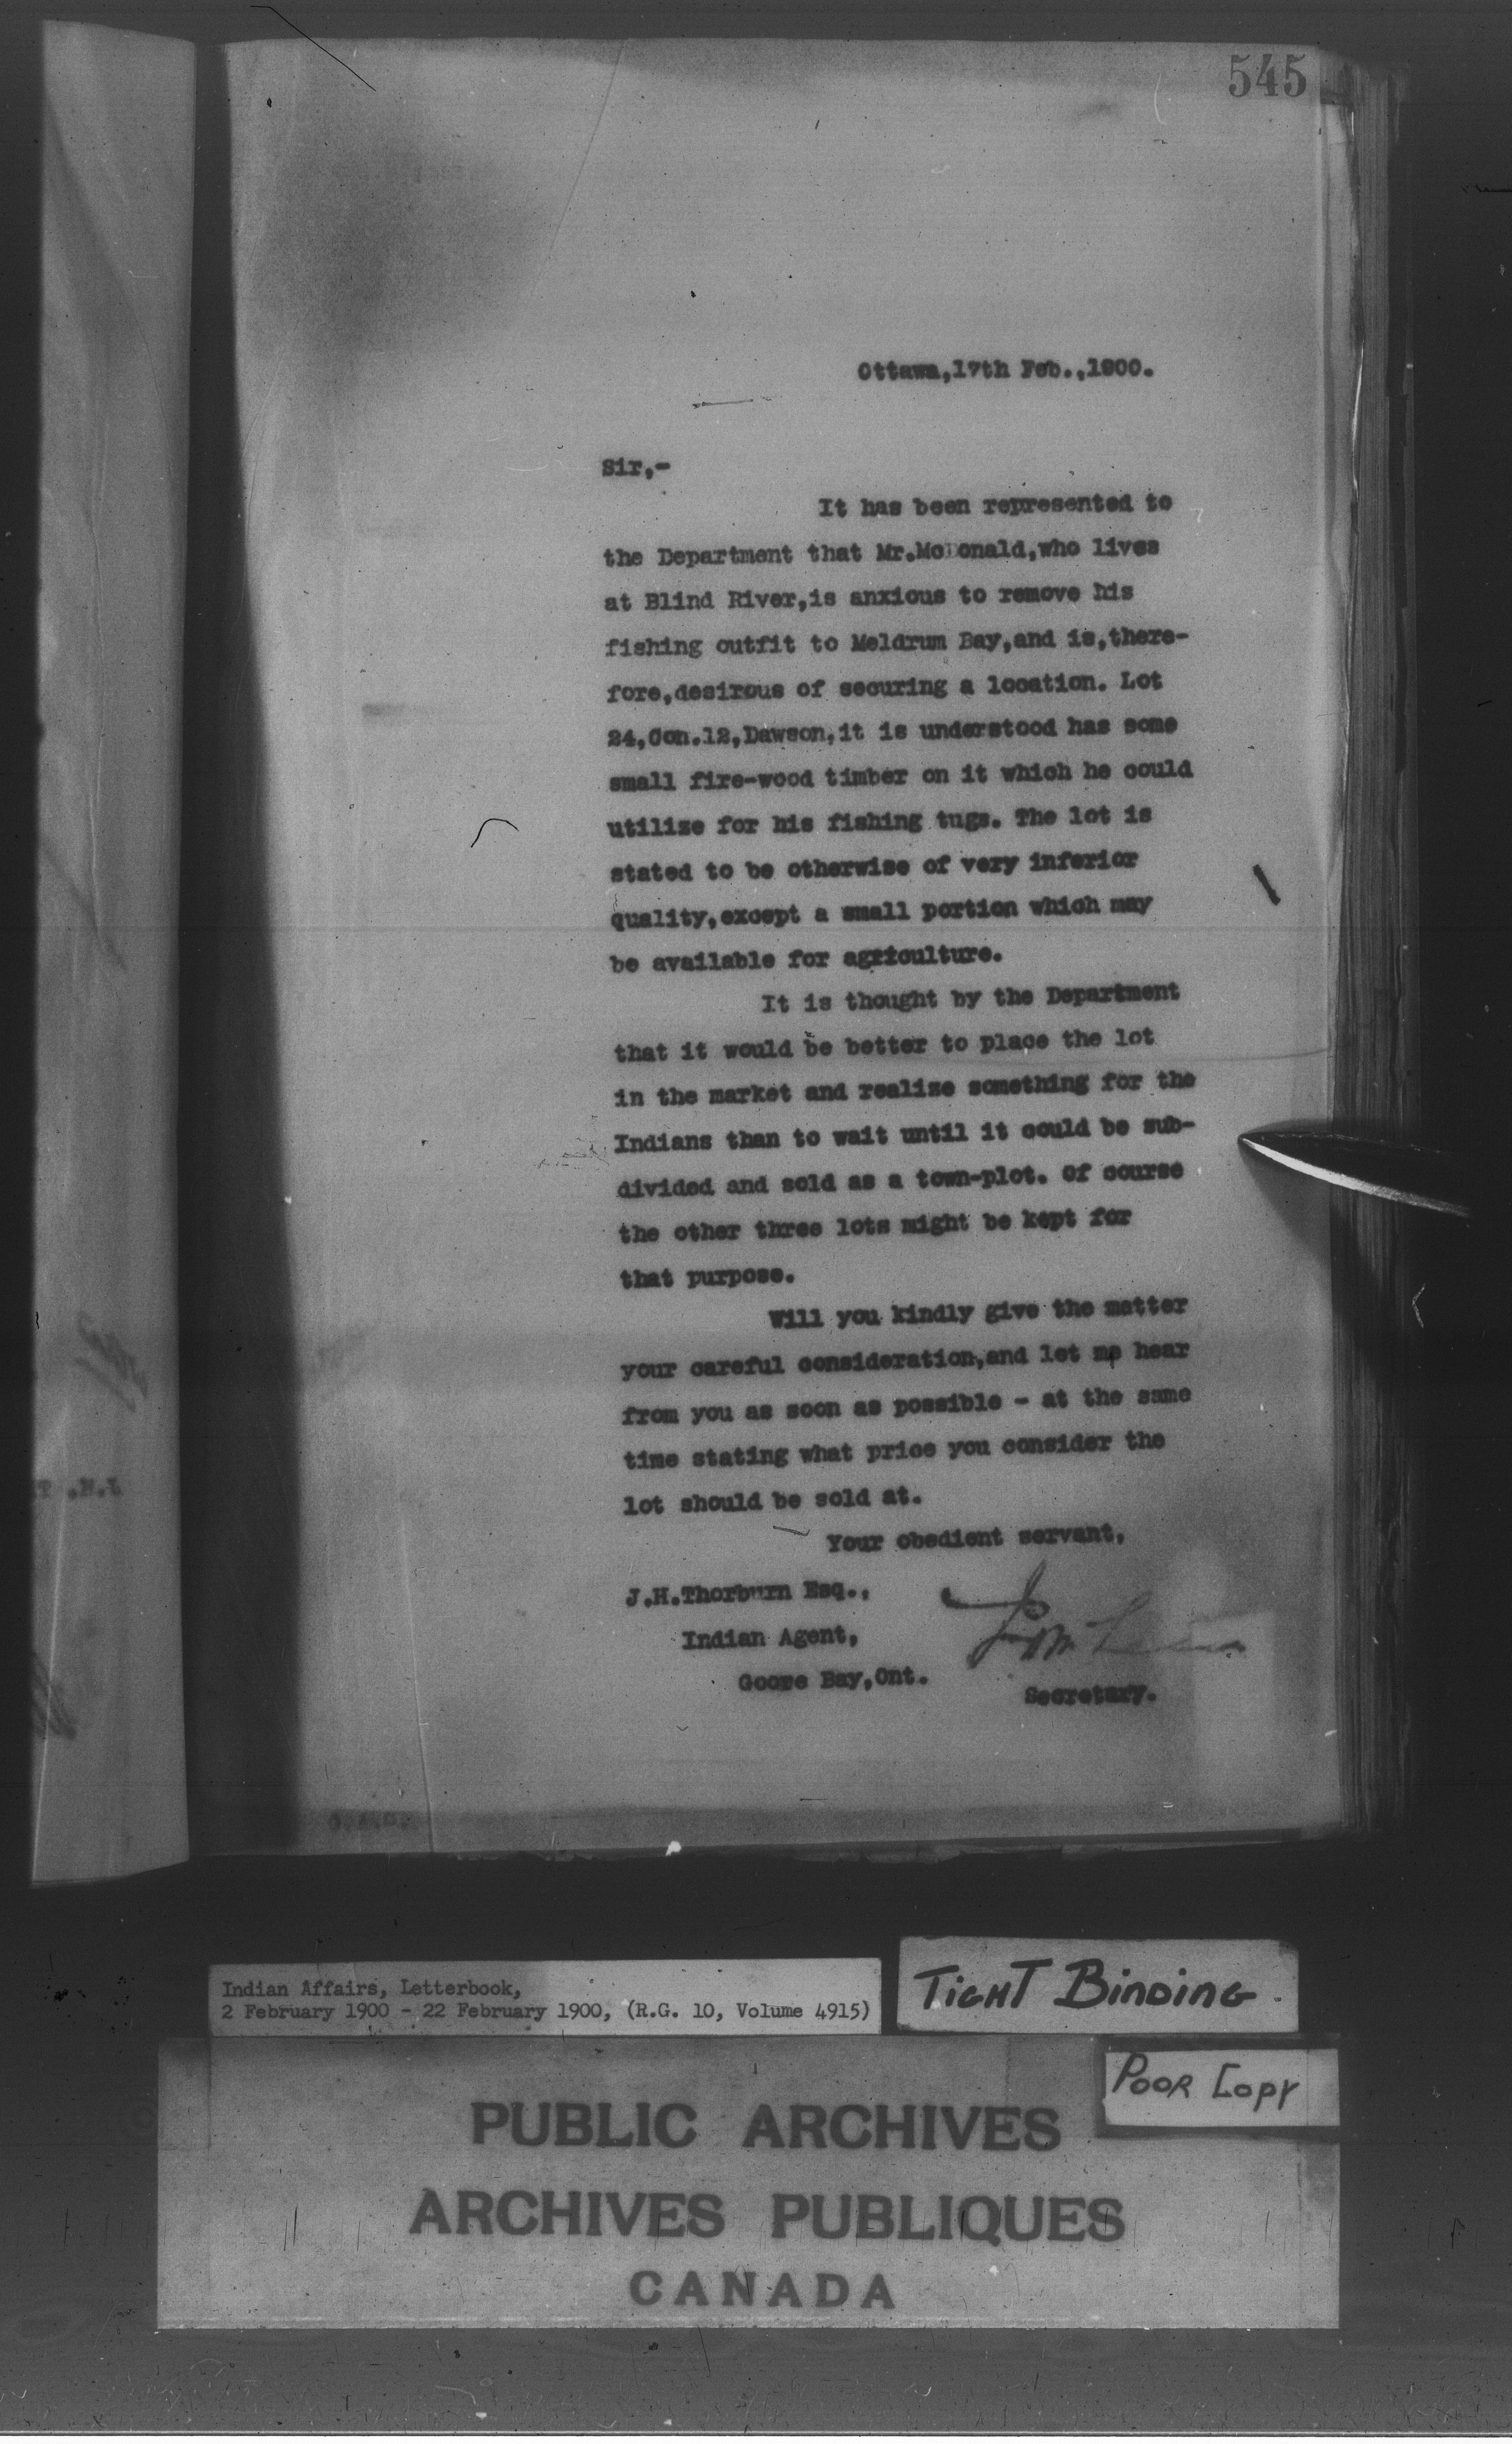 545
Ottawa,17th Feb.,1900.
Sir,-
It has been represented to
the Department that Mr.McDonald,who lives
at Blind River,is anxious to remove his
fishing outfit to Meldrum Bay,and is,there-
fore,desirous of securing a location. Lot
24,Con.12,Dawson,it is understood has some
small fire-wood timber on it which he could
utilize for his fishing tugs. The lot is
stated to be otherwise of very inferior
quality,except a small portion which may
be available for agriculture.
It is thought by the Department
that it would be better to place the lot
in the market and realize something for the
Indians than to wait until it could be sub-
divided and sold as a town-plot. Of course
the other three lots might be kept for
that purpose.
Will you kindly give the matter
your careful consideration,and let me hear
from you as soon as possible - at the same
time stating what price you consider the
lot should be sold at.
Your obedient servant,
J.H.Thorburn Esq.,
Indian Agent,
Goore Bay,Ont.
Secretary.
Indian Affairs, Letterbook,
2 February 1900 - 22 February 1900, (R.G. 10, Volume 4915)
TIGHT BINDING.
POOR COPY
PUBLIC ARCHIVES
ARCHIVES PUBLIQUES
CANADA